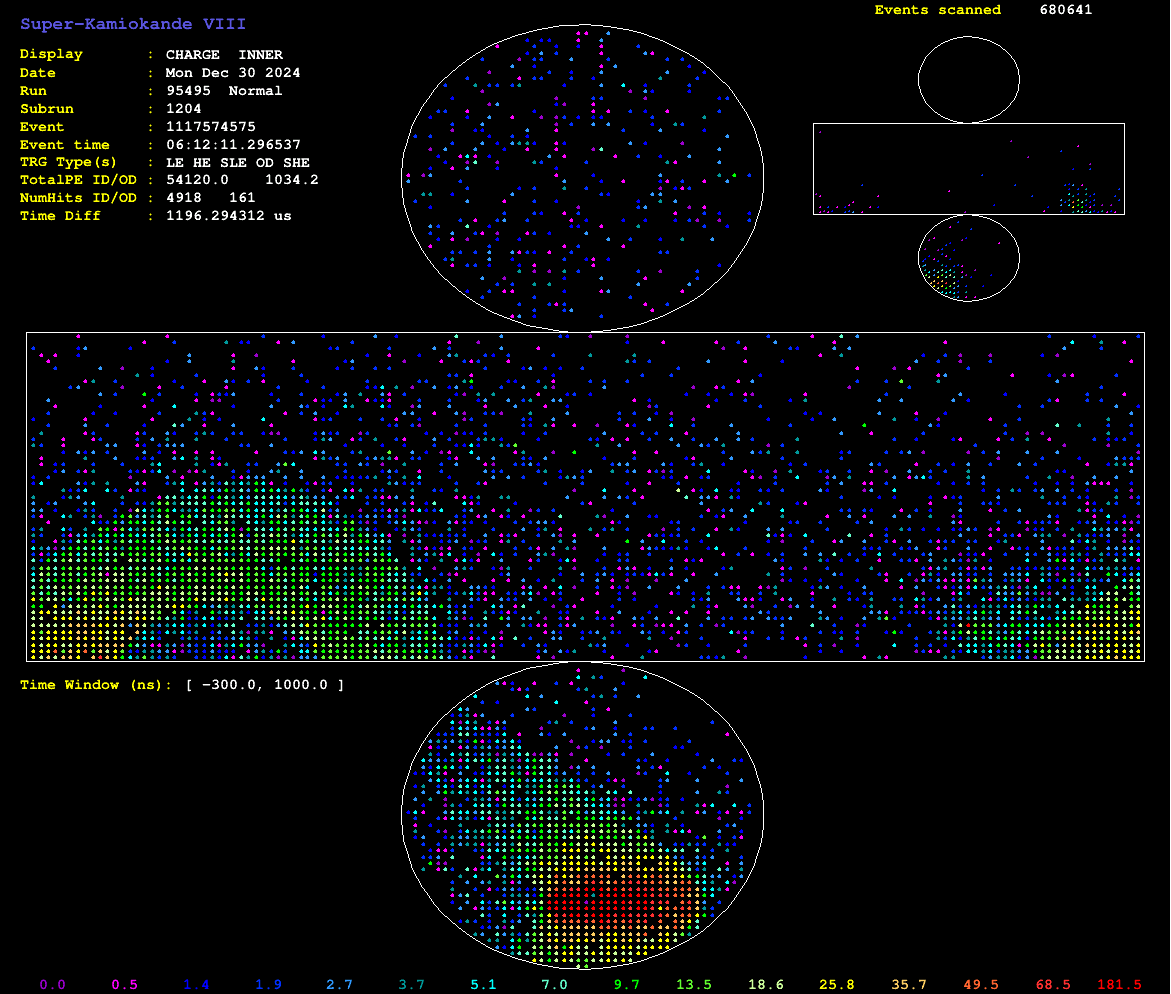 Super-Kamiokande VIII
Events scanned 680641
Display : CHARGE INNER
Date : Mon Dec 30 2024
Run : 95495 Normal
Subrun : 1204
Event : 1117574575
Event time : 06:12:11.296537
TRG Type(s) : LE HE SLE OD SHE
TotalPE ID/OD : 54120.0 1034.2
NumHits ID/OD : 4918 161
Time Diff : 1196.294312 us
Time Window (ns): [ -300.0, 1000.0 ]
0.0 0.5 1.4 1.9 2.7 3.7 5.1 7.0 9.7 13.5 18.6 25.8 35.7 49.5 68.5 181.5